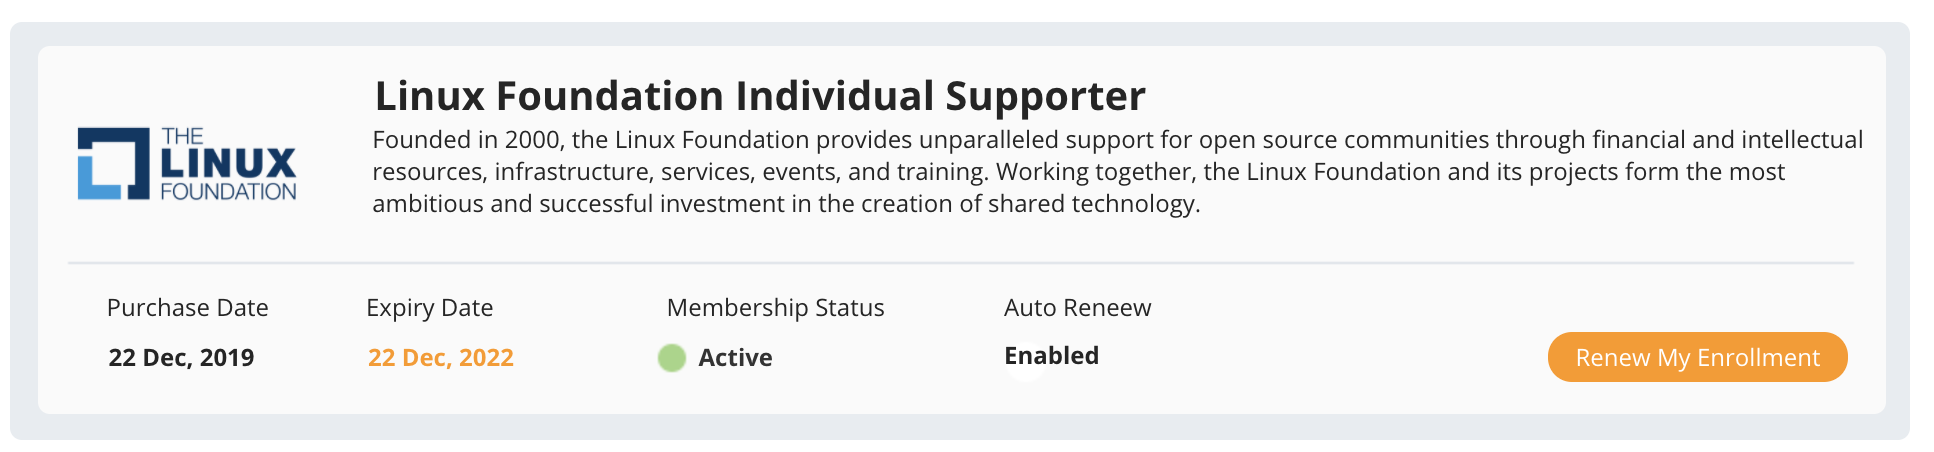 Linux Foundation Individual Supporter
THE
LINUX
FOUNDATION
Founded in 2000, the Linux Foundation provides unparalleled support for open source communities through financial and intellectual
resources, infrastructure, services, events, and training. Working together, the Linux Foundation and its projects form the most
ambitious and successful investment in the creation of shared technology.
Purchase Date
22 Dec, 2019
Expiry Date
22 Dec, 2022
Membership Status
Active
Auto Reneew
Enabled
Renew My Enrollment